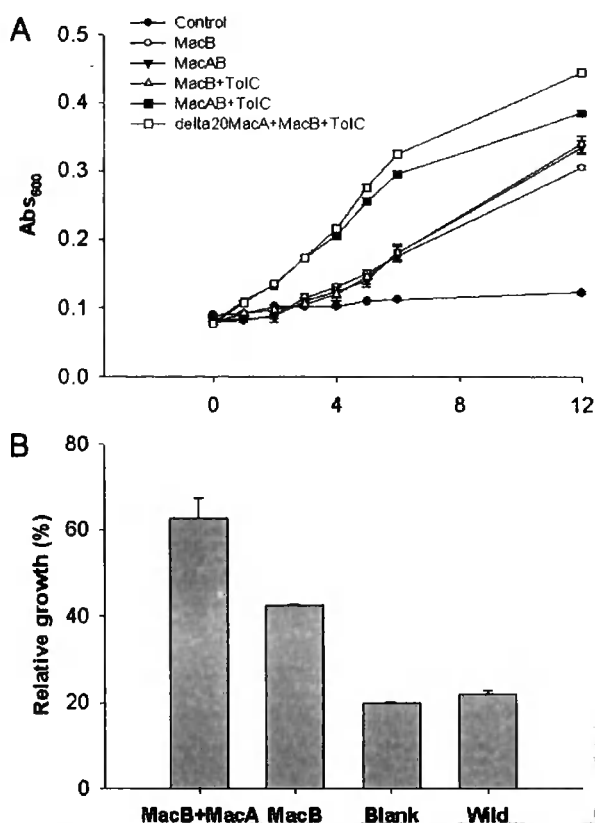 A
Control
MacB
MacAB
MacB+TolC
MacAB+TolC
delta20MacA+MacB+TolC
Abs600
0.5
0.4
0.3
0.2
0.1
0.0
0 4 8 12
B
Relative growth (%)
80
60
40
20
0
MacB+MacA MacB Blank Wild